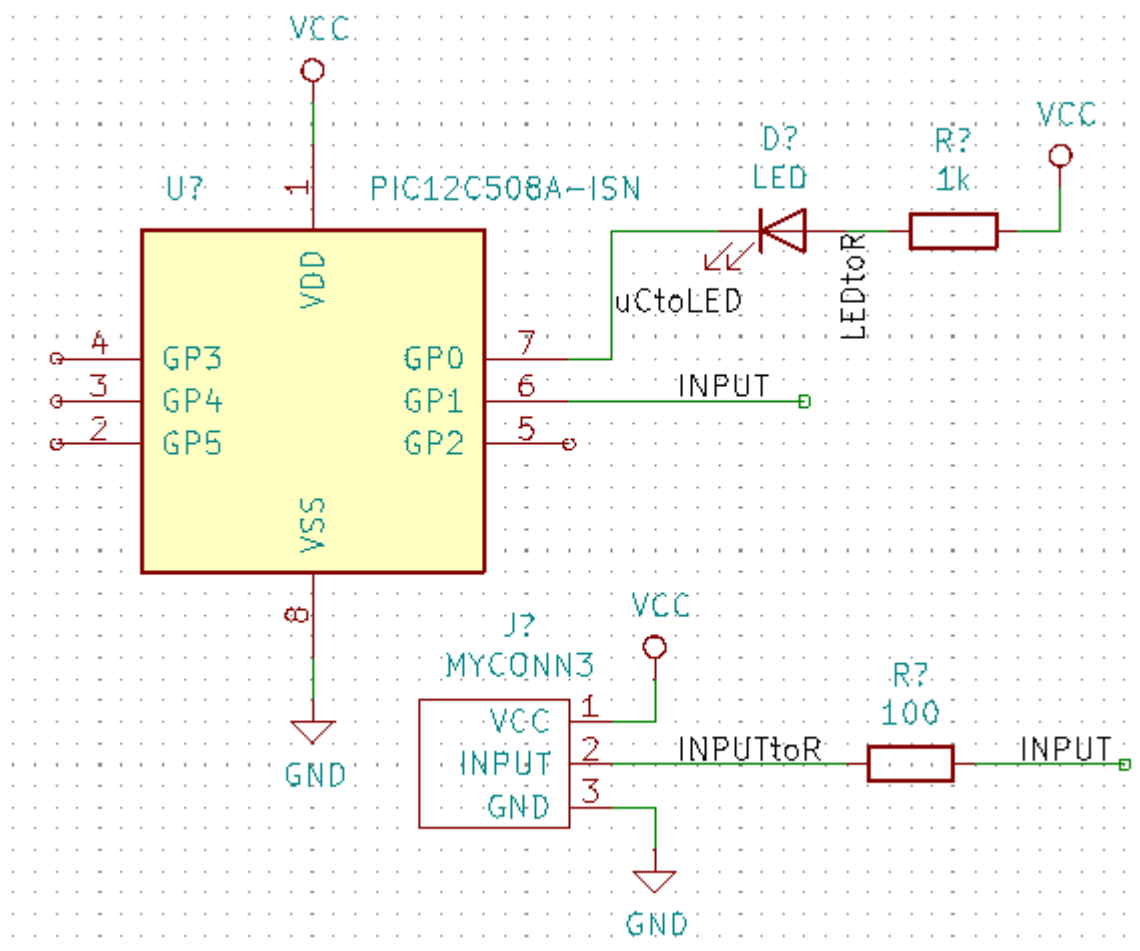 VCC
VCC
D?
LED
R?
1k
U?
1
PIC12C508A-ISN
VDD
uCtoLED
LEDtoR
4
GP3
GP0
7
3
GP4
GP1
6
INPUT
2
GP5
GP2
5
VSS
8
GND
J?
MYCONN3
VCC
VCC
1
INPUT
2
INPUTtoR
GND
3
R?
100
INPUT
GND